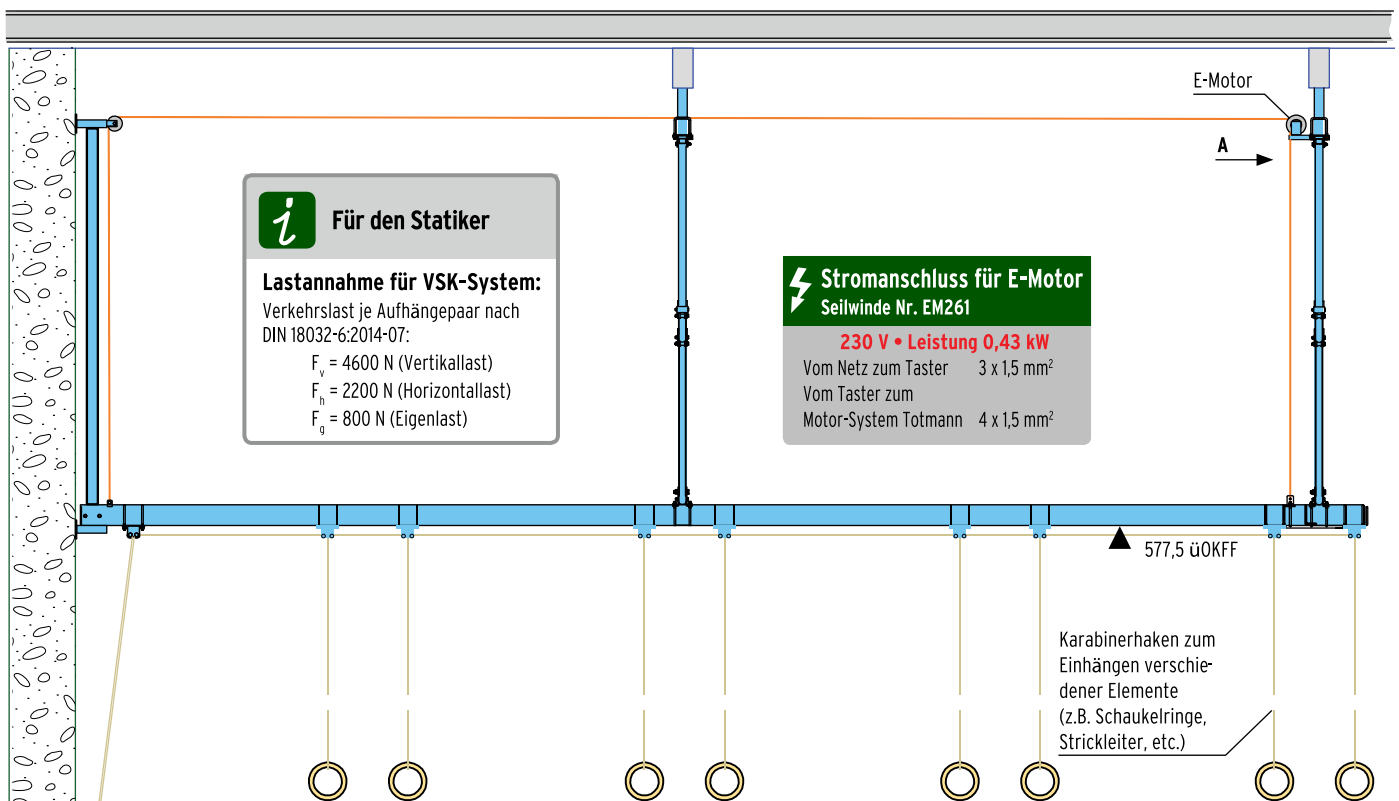 E-Motor
A
Für den Statiker
Lastannahme für VSK-System:
Verkehrslast je Aufhängepaar nach
DIN 18032-6:2014-07:
Fv = 4600 N (Vertikallast)
Fh = 2200 N (Horizontallast)
Fg = 800 N (Eigenlast)
Stromanschluss für E-Motor
Seilwinde Nr. EM261
230 V • Leistung 0,43 kW
Vom Netz zum Taster 3 x 1,5 mm²
Vom Taster zum
Motor-System Totmann 4 x 1,5 mm²
577,5 üOKFF
Karabinerhaken zum
Einhängen verschie-
dener Elemente
(z.B. Schaukelringe,
Strickleiter, etc.)